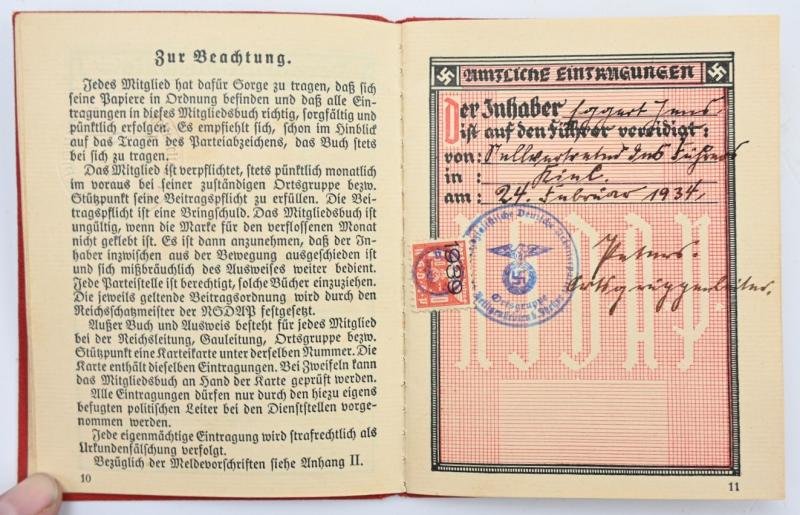 Zur Beachtung.
Jedes Mitglied hat dafür Sorge zu tragen, daß sich
seine Papiere in Ordnung befinden und daß alle Ein-
tragungen in dieses Mitgliedsbuch richtig, sorgfältig und
pünktlich erfolgen. Es empfiehlt sich, schon im Hinblick
auf das Tragen des Parteiabzeichens, das Buch stets
bei sich zu tragen.
Das Mitglied ist verpflichtet, stets pünktlich monatlich
im voraus bei seiner zuständigen Ortsgruppe bezw.
Stützpunkt seine Beitragspflicht zu erfüllen. Die Bei-
tragspflicht ist eine Bringschuld. Das Mitgliedsbuch ist
ungültig, wenn die Marke für den verflossenen Monat
nicht geklebt ist. Es ist dann anzunehmen, daß der In-
haber inzwischen aus der Bewegung ausgeschieden ist
und sich mißbräuchlich des Ausweises weiter bedient.
Jede Parteistelle ist berechtigt, solche Bücher einzuziehen.
Die jeweils geltende Beitragsordnung wird durch den
Reichsschatzmeister der NSDAP festgesetzt.
Außer Buch und Ausweis besteht für jedes Mitglied
bei der Reichsleitung, Gauleitung, Ortsgruppe bezw.
Stützpunkt eine Karteikarte unter derselben Nummer. Die
Karte enthält dieselben Eintragungen. Bei Zweifeln kann
das Mitgliedsbuch an Hand der Karte geprüft werden.
Alle Eintragungen dürfen nur durch den hiezu eigens
befugten politischen Leiter bei den Dienststellen vorge-
nommen werden.
Jede eigenmächtige Eintragung wird strafrechtlich als
Urkundenfälschung verfolgt.
Bezüglich der Meldevorschriften siehe Anhang II.
10
AMTLICHE EINTRAGUNGEN
Der Inhaber Eggert Jens
ist auf den Führer vereidigt:
von: Stellvertreter des Führers
in: Kiel.
am: 24. Februar 1934.
1939
Ortsgruppe
Peters.
Ortsgruppenleiter.
NSDAP.
11